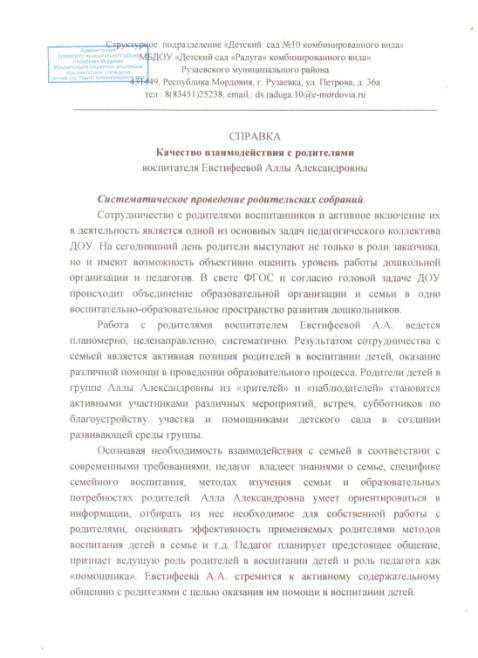 Структурное подразделение «Детский сад №10 комбинированного вида»
МБДОУ «Детский сад «Радуга» комбинированного вида»
Рузаевского муниципального района
431449, Республика Мордовия, г. Рузаевка, ул. Петрова, д. 36а
тел.: 8(83451)25238, email.: ds.raduga.10@e-mordovia.ru
Администрация
Рузаевского муниципального района
Республики Мордовия
Муниципальное бюджетное дошкольное
образовательное учреждение
СПРАВКА
Качество взаимодействия с родителями
воспитателя Евстифеевой Аллы Александровны
Систематическое проведение родительских собраний.
Сотрудничество с родителями воспитанников и активное включение их
в деятельность является одной из основных задач педагогического коллектива
ДОУ. На сегодняшний день родители выступают не только в роли заказчика,
но и имеют возможность объективно оценить уровень работы дошкольной
организации и педагогов. В свете ФГОС и согласно годовой задаче ДОУ
происходит объединение образовательной организации и семьи в одно
воспитательно-образовательное пространство развития дошкольников.
Работа с родителями воспитателем Евстифеевой А.А. ведется
планомерно, целенаправленно, систематично. Результатом сотрудничества с
семьей является активная позиция родителей в воспитании детей, оказание
различной помощи в проведении образовательного процесса. Родители детей в
группе Аллы Александровны из «зрителей» и «наблюдателей» становятся
активными участниками различных мероприятий, встреч, субботников по
благоустройству участка и помощниками детского сада в создании
развивающей среды группы.
Осознавая необходимость взаимодействия с семьей в соответствии с
современными требованиями, педагог владеет знаниями о семье, специфике
семейного воспитания, методах изучения семьи и образовательных
потребностях родителей. Алла Александровна умеет ориентироваться в
информации, отбирать из нее необходимое для собственной работы с
родителями, оценивать эффективность применяемых родителями методов
воспитания детей в семье и т.д. Педагог планирует предстоящее общение,
признает ведущую роль родителей в воспитании детей и роль педагога как
«помощника». Евстифеева А.А. стремится к активному содержательному
общению с родителями с целью оказания им помощи в воспитании детей.